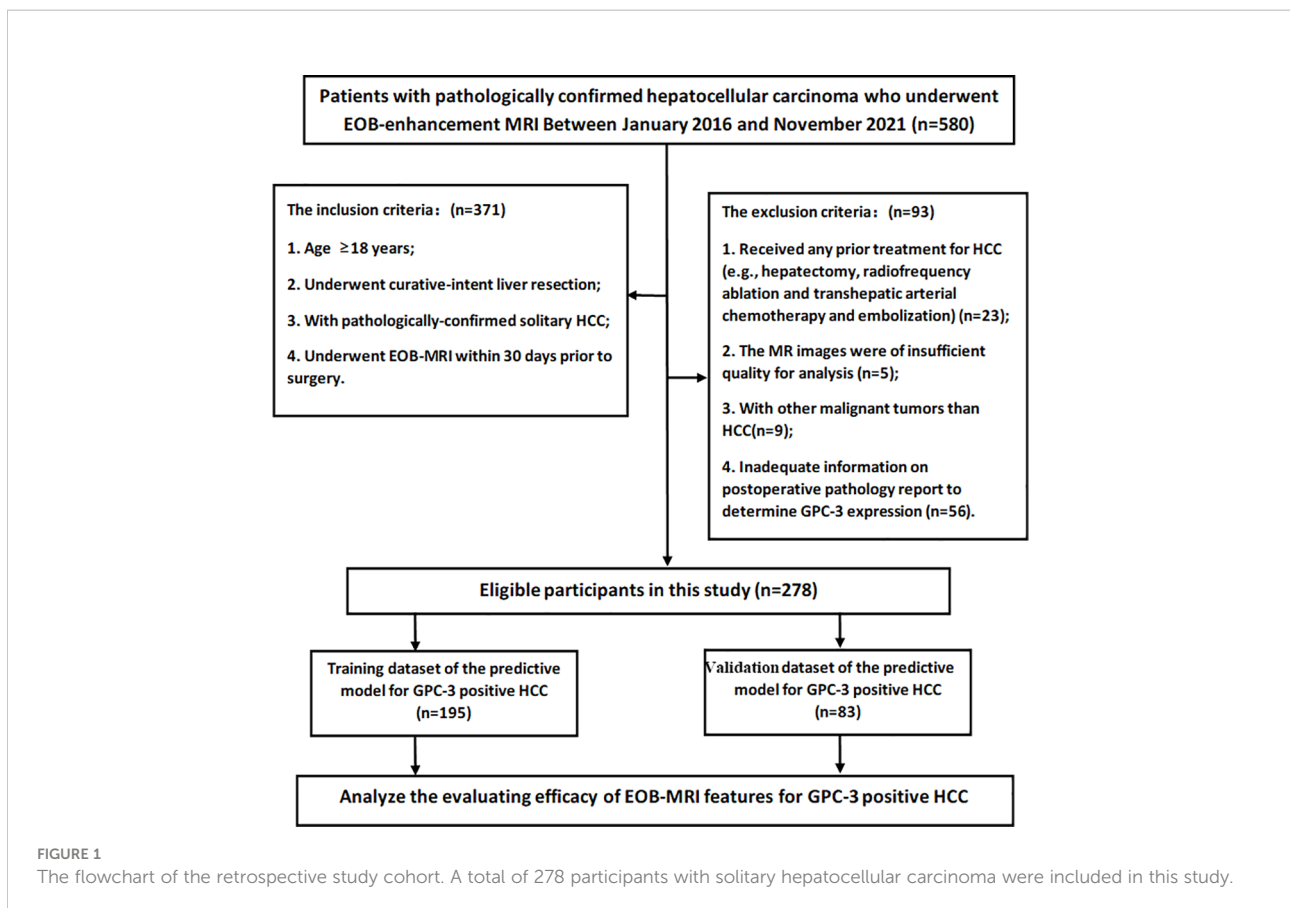 Patients with pathologically confirmed hepatocellular carcinoma who underwent
EOB-enhancement MRI Between January 2016 and November 2021 (n=580)
The inclusion criteria：(n=371)
1. Age ≥18 years;
2. Underwent curative-intent liver resection;
3. With pathologically-confirmed solitary HCC;
4. Underwent EOB-MRI within 30 days prior to
surgery.
The exclusion criteria：(n=93)
1. Received any prior treatment for HCC
(e.g., hepatectomy, radiofrequency
ablation and transhepatic arterial
chemotherapy and embolization) (n=23);
2. The MR images were of insufficient
quality for analysis (n=5);
3. With other malignant tumors than
HCC(n=9);
4. Inadequate information on
postoperative pathology report to
determine GPC-3 expression (n=56).
Eligible participants in this study (n=278)
Training dataset of the predictive
model for GPC-3 positive HCC
(n=195)
Validation dataset of the predictive
model for GPC-3 positive HCC
(n=83)
Analyze the evaluating efficacy of EOB-MRI features for GPC-3 positive HCC
FIGURE 1
The flowchart of the retrospective study cohort. A total of 278 participants with solitary hepatocellular carcinoma were included in this study.